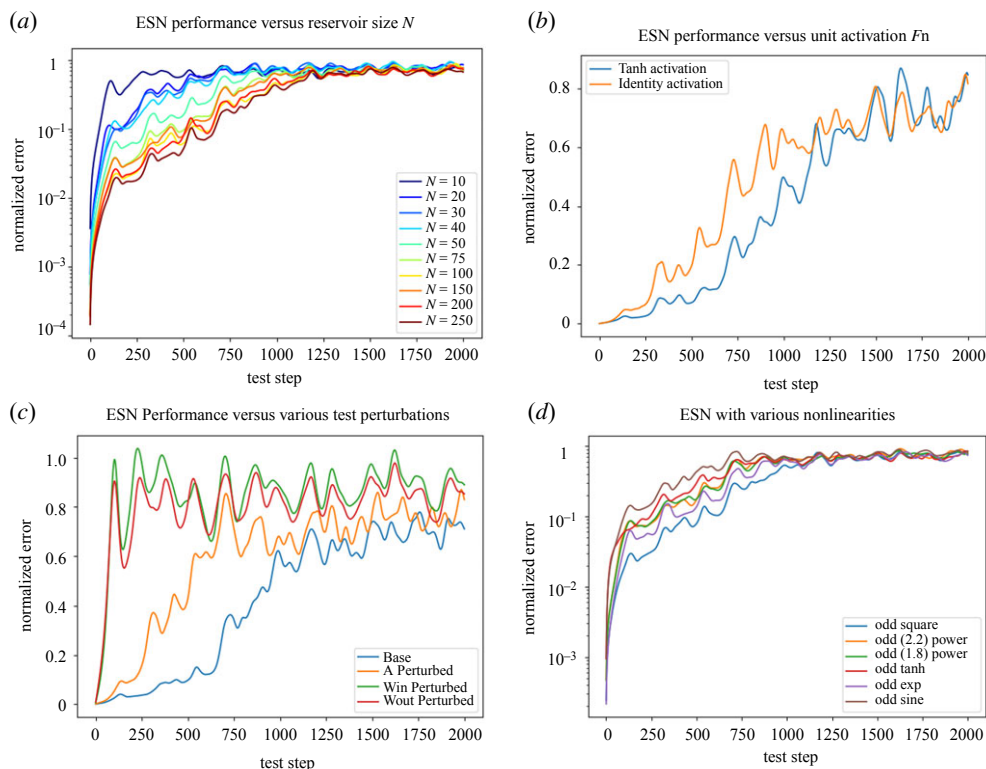 (a)
ESN performance versus reservoir size N
normalized error
1
10⁻¹
10⁻²
10⁻³
10⁻⁴
N = 10
N = 20
N = 30
N = 40
N = 50
N = 75
N = 100
N = 150
N = 200
N = 250
0 250 500 750 1000 1250 1500 1750 2000
test step
(b)
ESN performance versus unit activation Fn
normalized error
0.8
0.6
0.4
0.2
0
Tanh activation
Identity activation
0 250 500 750 1000 1250 1500 1750 2000
test step
(c)
ESN Performance versus various test perturbations
normalized error
1.0
0.8
0.6
0.4
0.2
0
Base
A Perturbed
Win Perturbed
Wout Perturbed
0 250 500 750 1000 1250 1500 1750 2000
test step
(d)
ESN with various nonlinearities
normalized error
1
10⁻¹
10⁻²
10⁻³
odd square
odd (2.2) power
odd (1.8) power
odd tanh
odd exp
odd sine
0 250 500 750 1000 1250 1500 1750 2000
test step